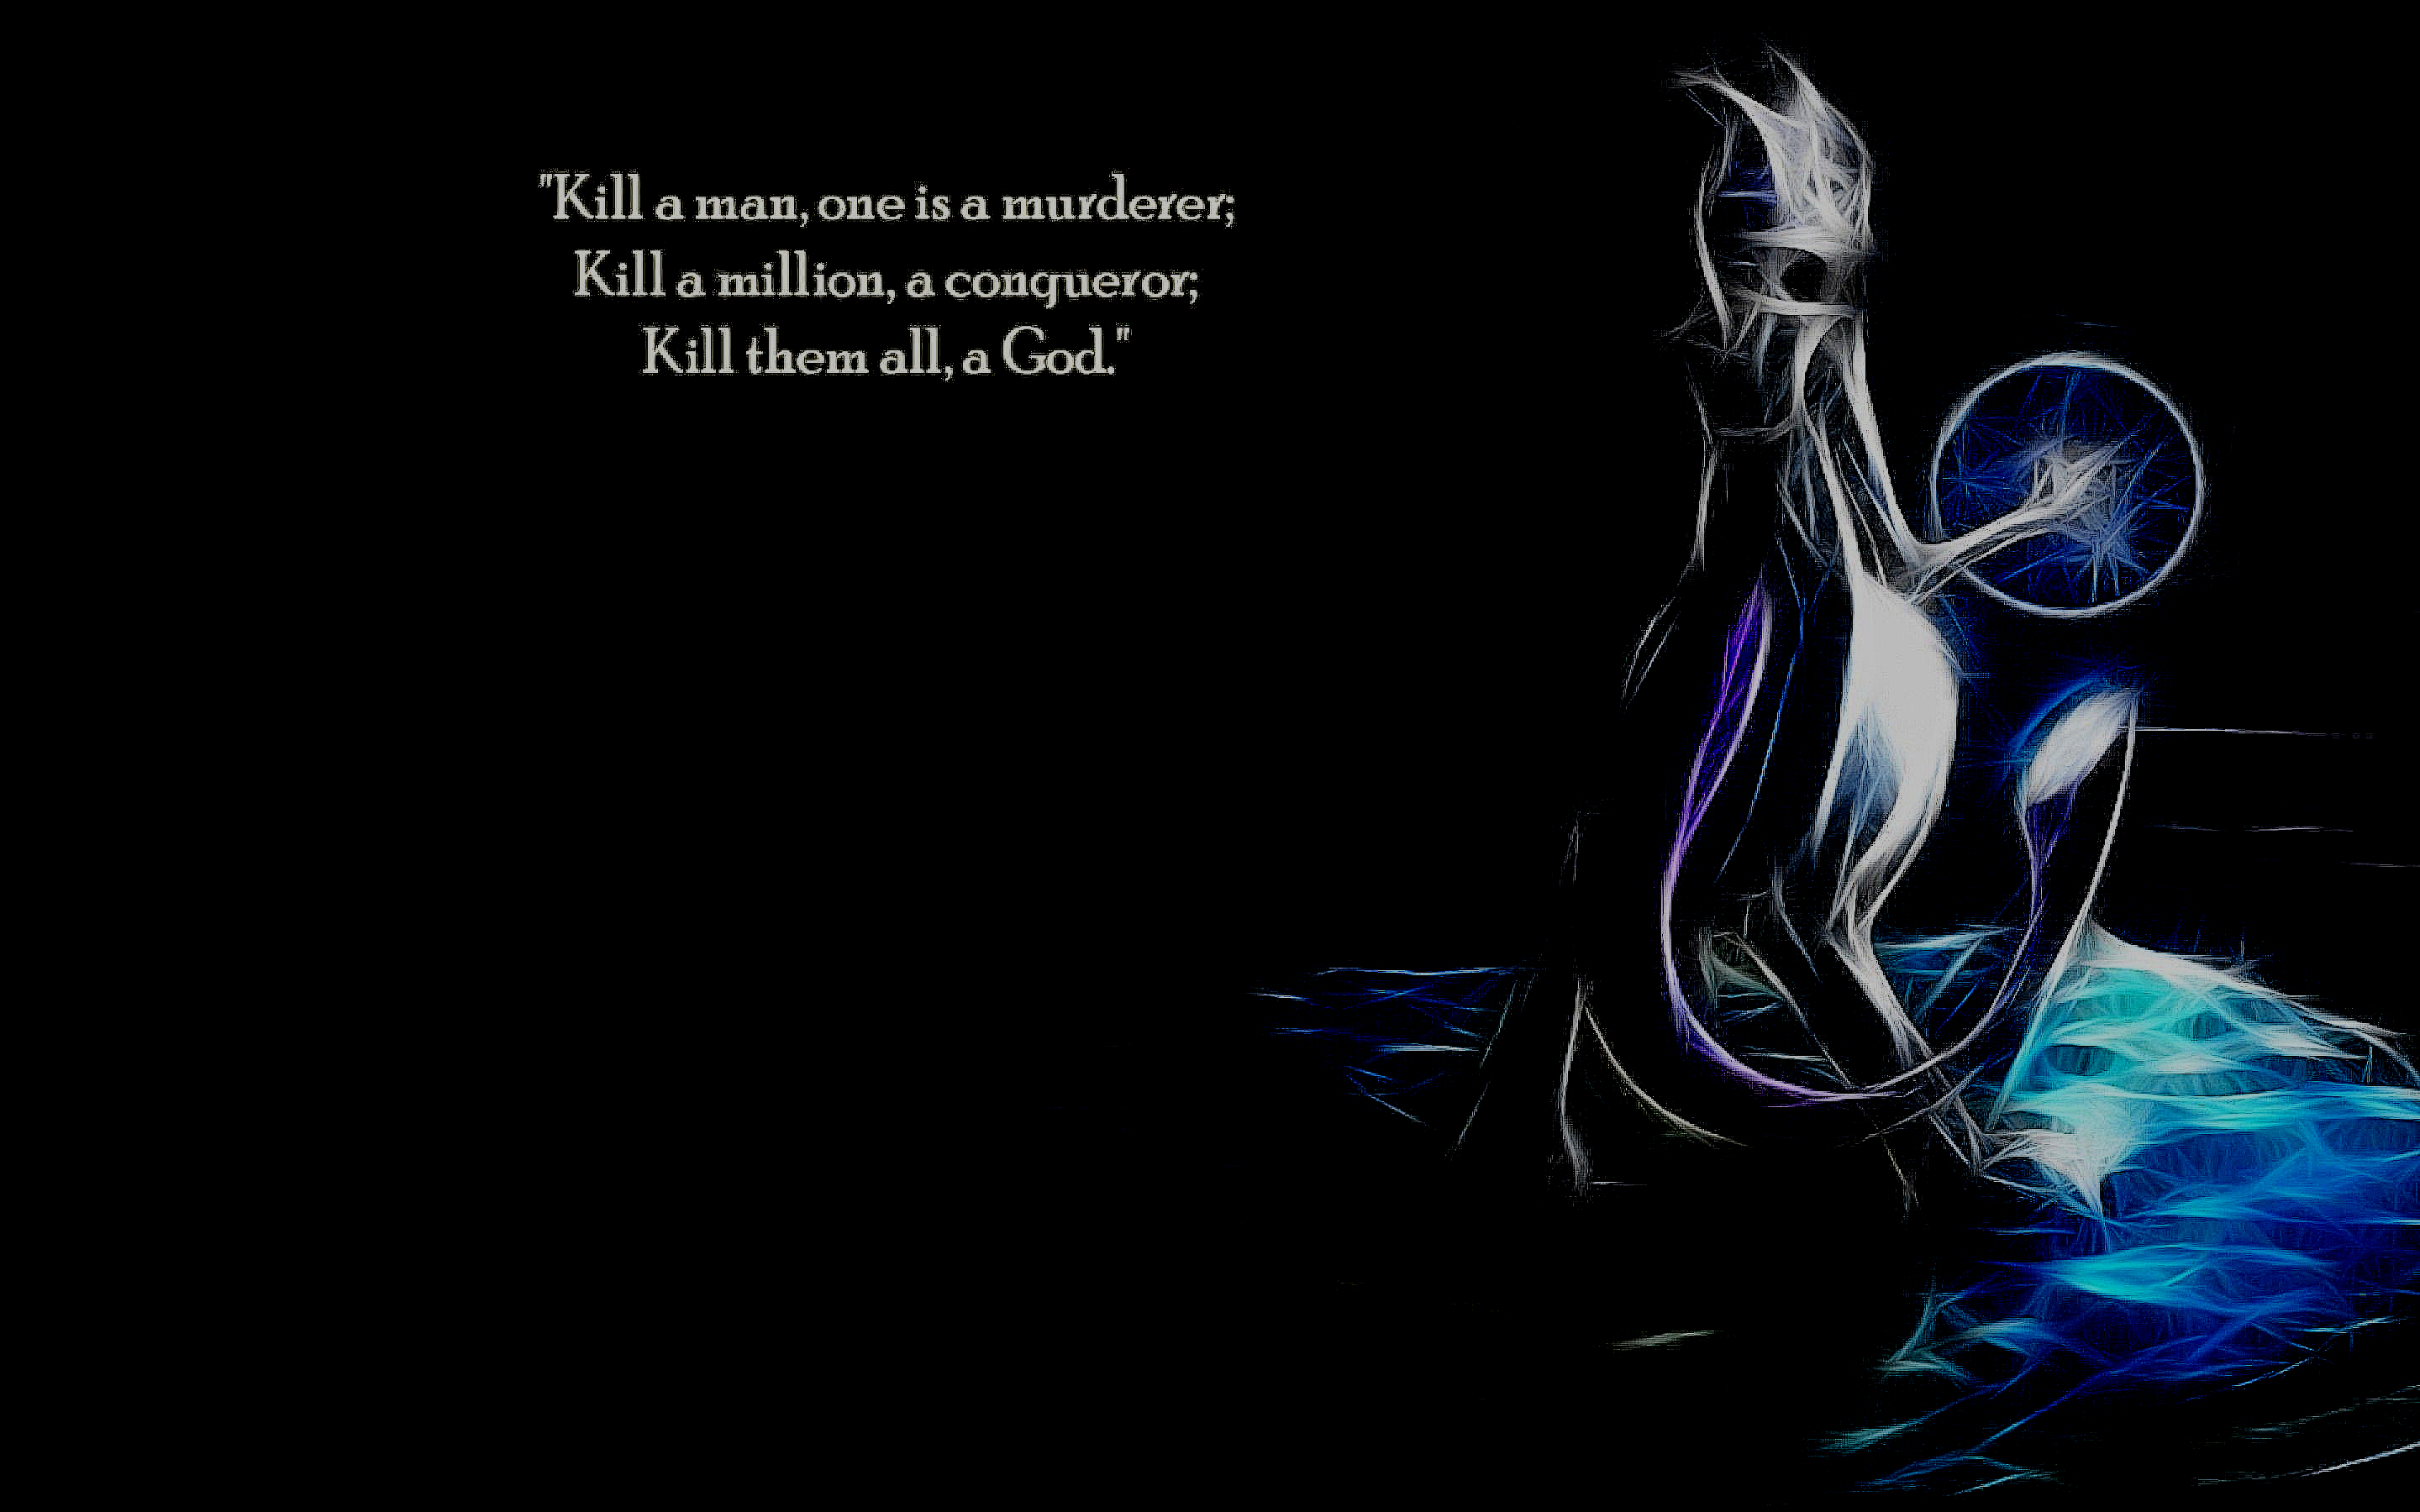 "Kill a man, one is a murderer;
Kill a million, a conqueror;
Kill them all, a God."